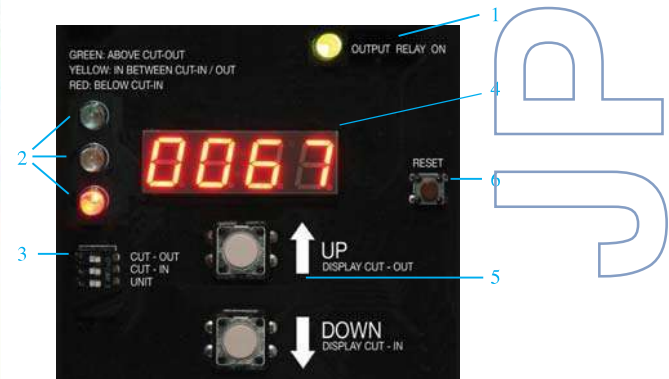 1
OUTPUT RELAY ON
GREEN: ABOVE CUT-OUT
YELLOW: IN BETWEEN CUT-IN / OUT
RED: BELOW CUT-IN
4
2
0067
RESET
6
3
CUT - OUT
CUT - IN
UNIT
UP
DISPLAY CUT - OUT
5
DOWN
DISPLAY CUT - IN
JP